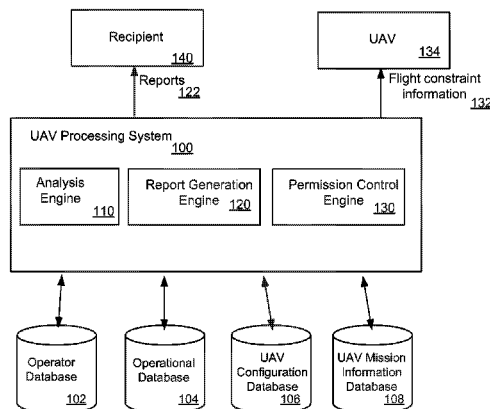 Recipient
140
UAV
134
Reports
122
Flight constraint
information
132
UAV Processing System
100
Analysis
Engine
110
Report Generation
Engine
120
Permission Control
Engine
130
Operator
Database
102
Operational
Database
104
UAV
Configuration
Database
106
UAV Mission
Information
Database
108